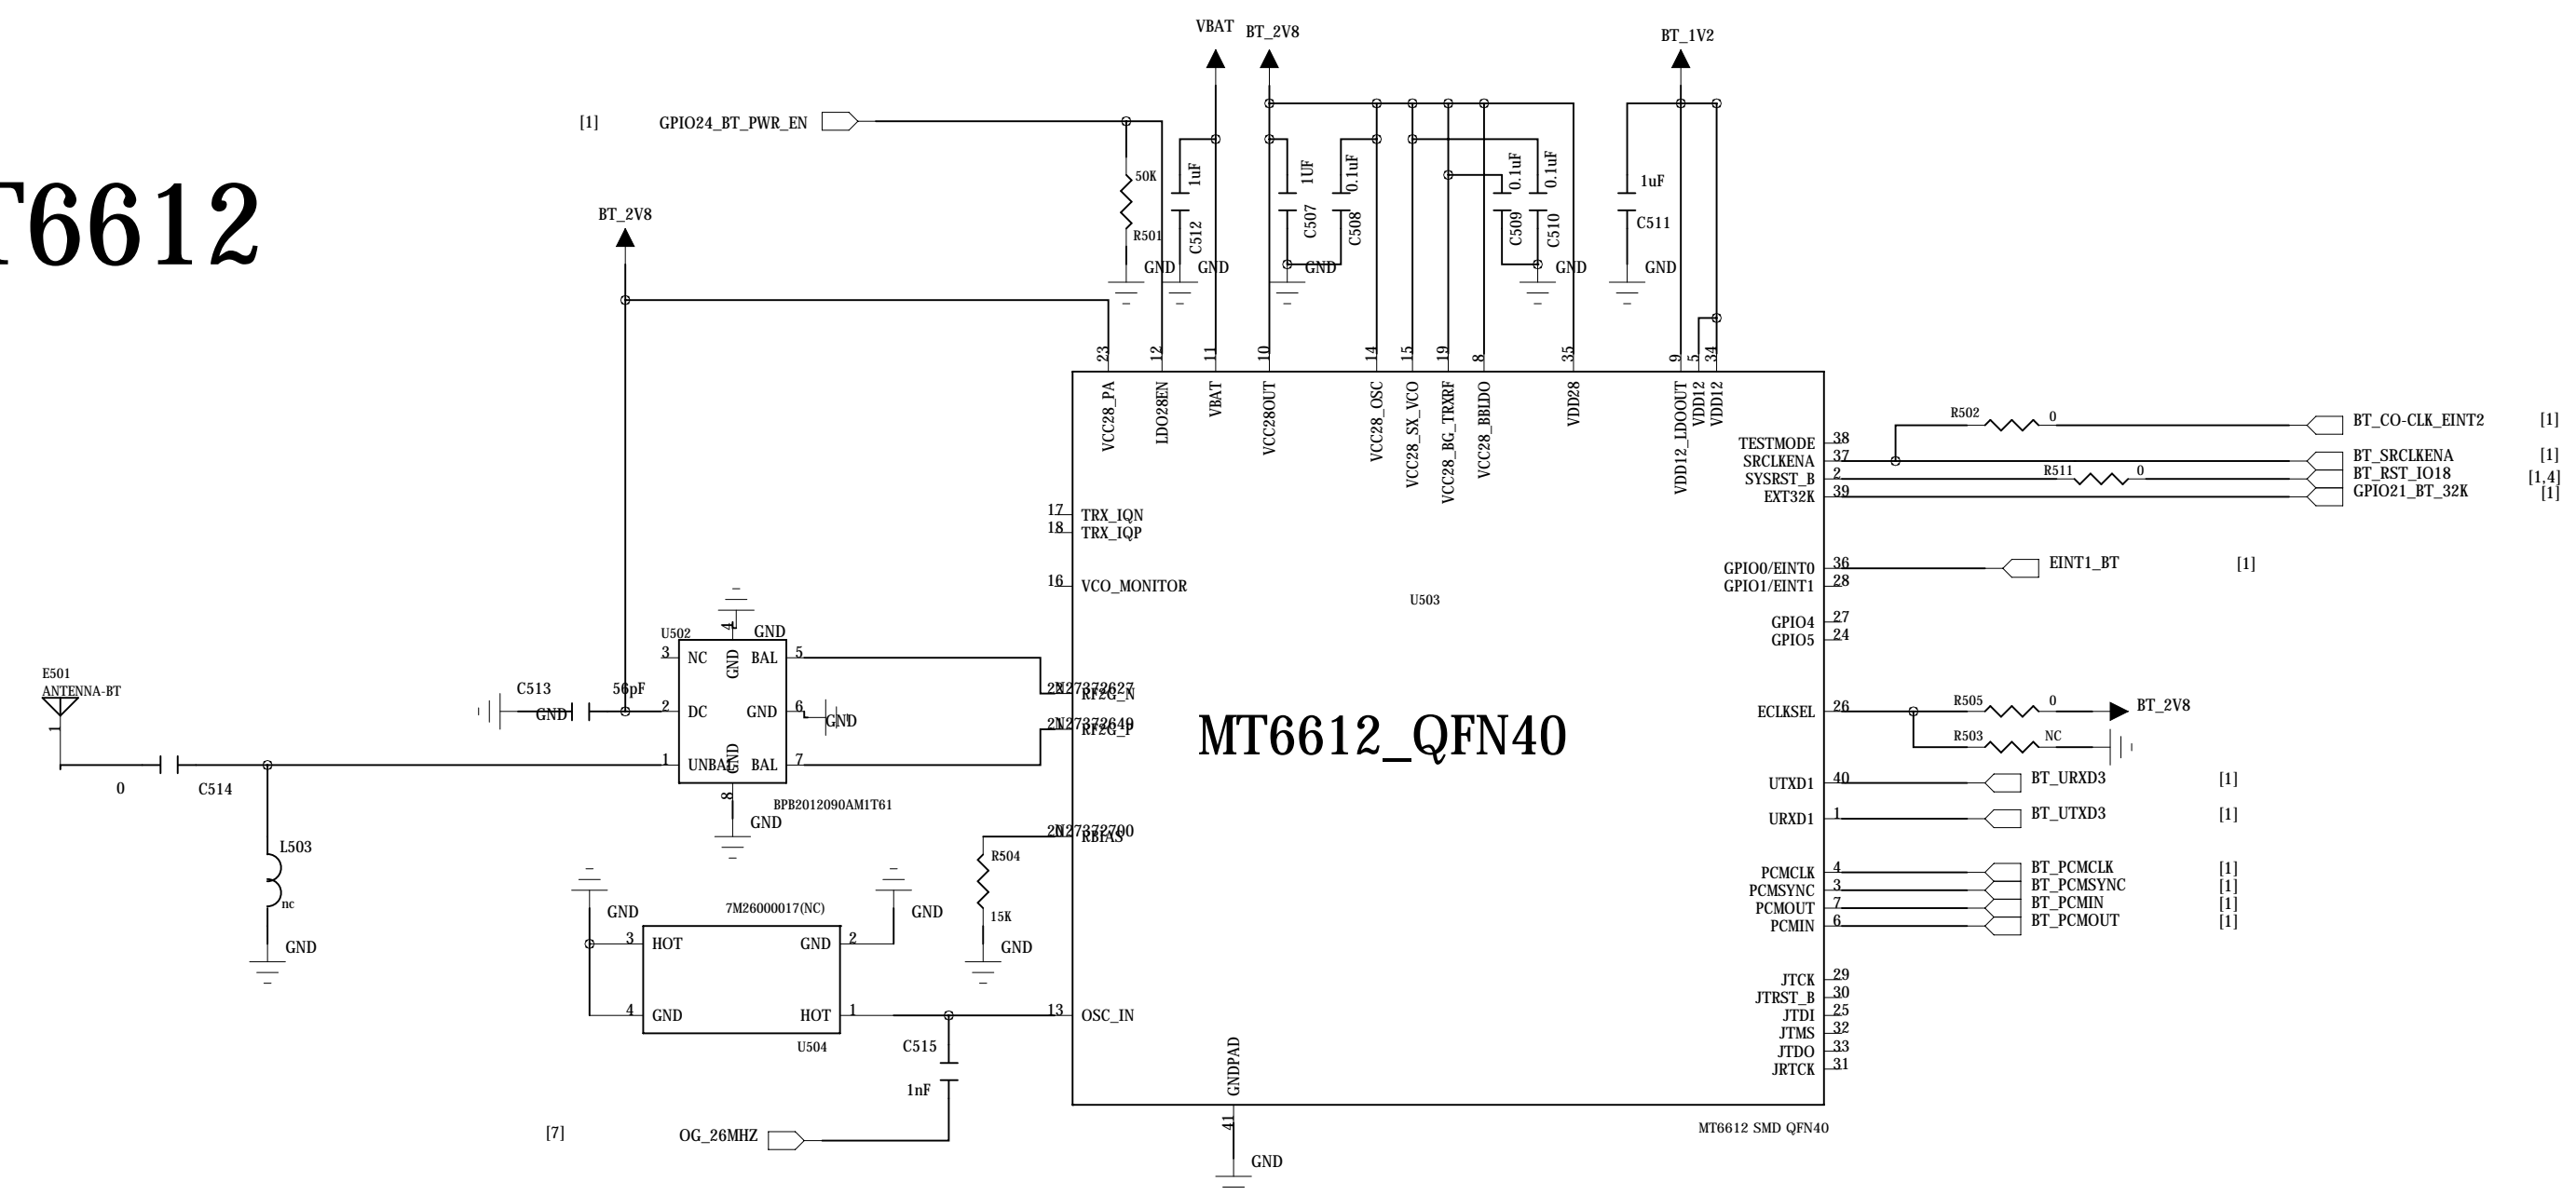 VBAT BT_2V8 BT_1V2
[1] GPIO24_BT_PWR_EN
T6612
BT_2V8
50K
R501
GND
1uF
C512
GND
1UF
C507
0.1uF
C508
GND
0.1uF
C509
0.1uF
C510
GND
1uF
C511
GND
23 12 11 10 14 15 19 8 35 9 5 34
VCC28_PA
LDO28EN
VBAT
VCC28OUT
VCC28_OSC
VCC28_SX_VCO
VCC28_BG_TRXRF
VCC28_BBLDO
VDD28
VDD12_LDOOUT
VDD12
VDD12
R502 0 BT_CO-CLK_EINT2 [1]
TESTMODE 38
SRCLKENA 37 BT_SRCLKENA [1]
SYSRST_B 2 R511 0 BT_RST_IO18 [1,4]
EXT32K 39 GPIO21_BT_32K [1]
17 TRX_IQN
18 TRX_IQP
16 VCO_MONITOR
GPIO0/EINT0 36 EINT1_BT [1]
GPIO1/EINT1 28
U503
GPIO4 27
GPIO5 24
U502
4
GND
3 NC GND BAL 5
E501
ANTENNA-BT
1
C513 56pF
GND
2 DC GND 6
GND
1 UNBAL GND BAL 7
8
GND
BPB2012090AM1T61
0 C514
L503
nc
GND
22 N27372627
RF2G_N
21 N27372649
RF2G_P
MT6612_QFN40
ECLKSEL 26 R505 0 BT_2V8
R503 NC
UTXD1 40 BT_URXD3 [1]
URXD1 1 BT_UTXD3 [1]
20 N27372700
RBIAS
R504
15K
GND
PCMCLK 4 BT_PCMCLK [1]
PCMSYNC 3 BT_PCMSYNC [1]
PCMOUT 7 BT_PCMIN [1]
PCMIN 6 BT_PCMOUT [1]
GND 7M26000017(NC) GND
3 HOT GND 2
4 GND HOT 1
U504
13 OSC_IN
C515
1nF
JTCK 29
JTRST_B 30
JTDI 25
JTMS 32
JTDO 33
JRTCK 31
GNDPAD
41
GND
[7] OG_26MHZ
MT6612 SMD QFN40